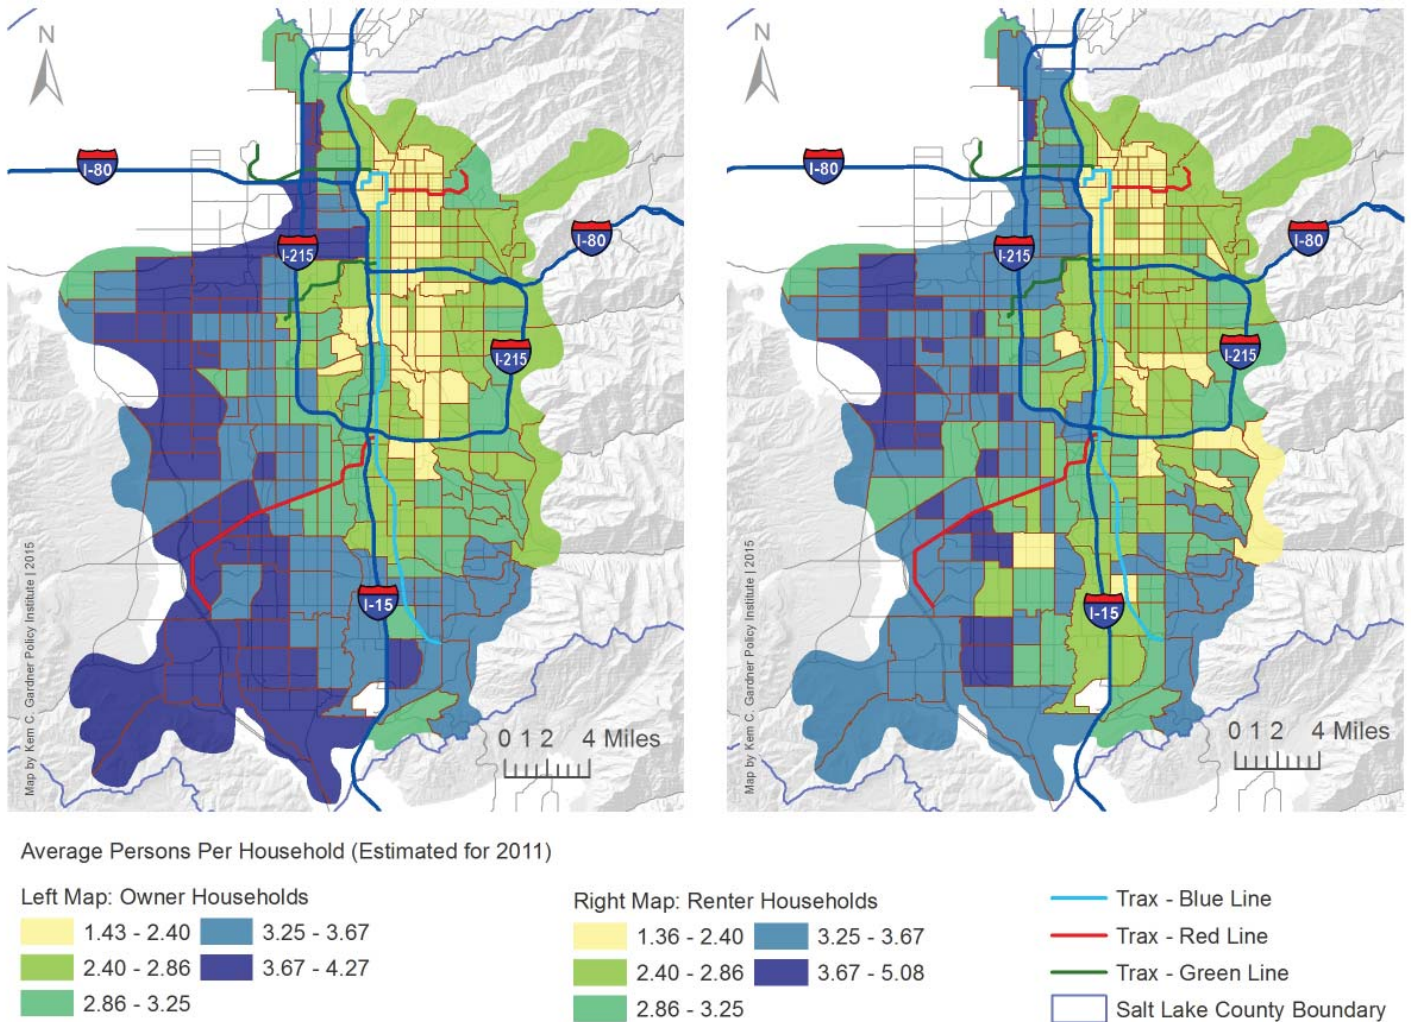 N
I-80
I-215
I-80
I-215
I-15
0 1 2 4 Miles
Map by Kem C. Gardner Policy Institute | 2015
N
I-80
I-215
I-80
I-215
I-15
0 1 2 4 Miles
Map by Kem C. Gardner Policy Institute | 2015
Average Persons Per Household (Estimated for 2011)
Left Map: Owner Households
1.43 - 2.40
3.25 - 3.67
2.40 - 2.86
3.67 - 4.27
2.86 - 3.25
Right Map: Renter Households
1.36 - 2.40
3.25 - 3.67
2.40 - 2.86
3.67 - 5.08
2.86 - 3.25
Trax - Blue Line
Trax - Red Line
Trax - Green Line
Salt Lake County Boundary